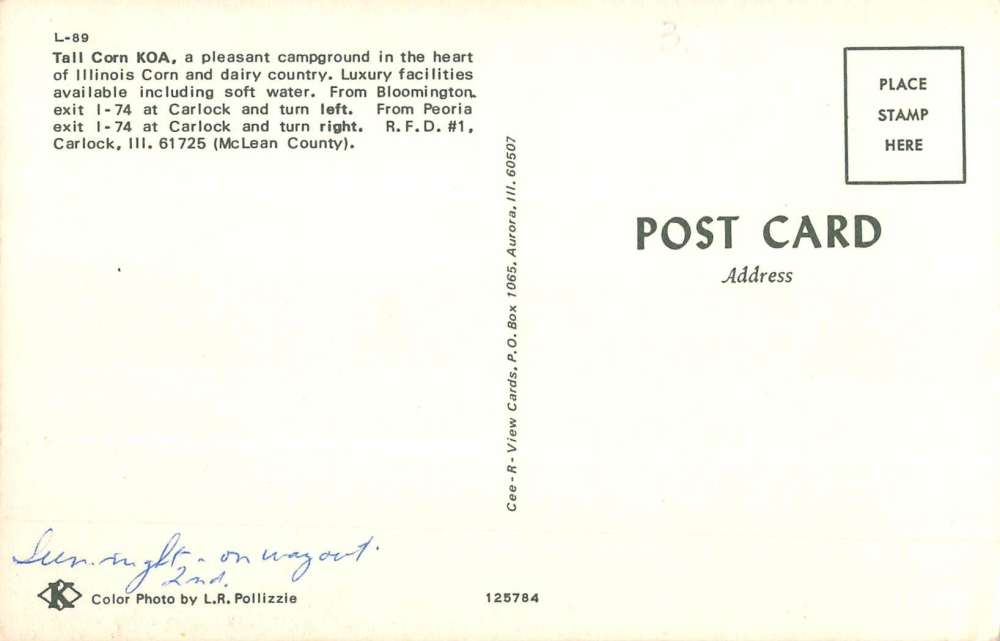 L-89
Tall Corn KOA, a pleasant campground in the heart
of Illinois Corn and dairy country. Luxury facilities
available including soft water. From Bloomington,
exit I-74 at Carlock and turn left. From Peoria
exit I-74 at Carlock and turn right. R.F.D. #1,
Carlock, Ill. 61725 (McLean County).
Sun. night - on way out.
2nd.
K
Color Photo by L.R. Pollizzie
125784
Cee-R-View Cards, P.O. Box 1065, Aurora, Ill. 60507
3.
PLACE
STAMP
HERE
POST CARD
Address